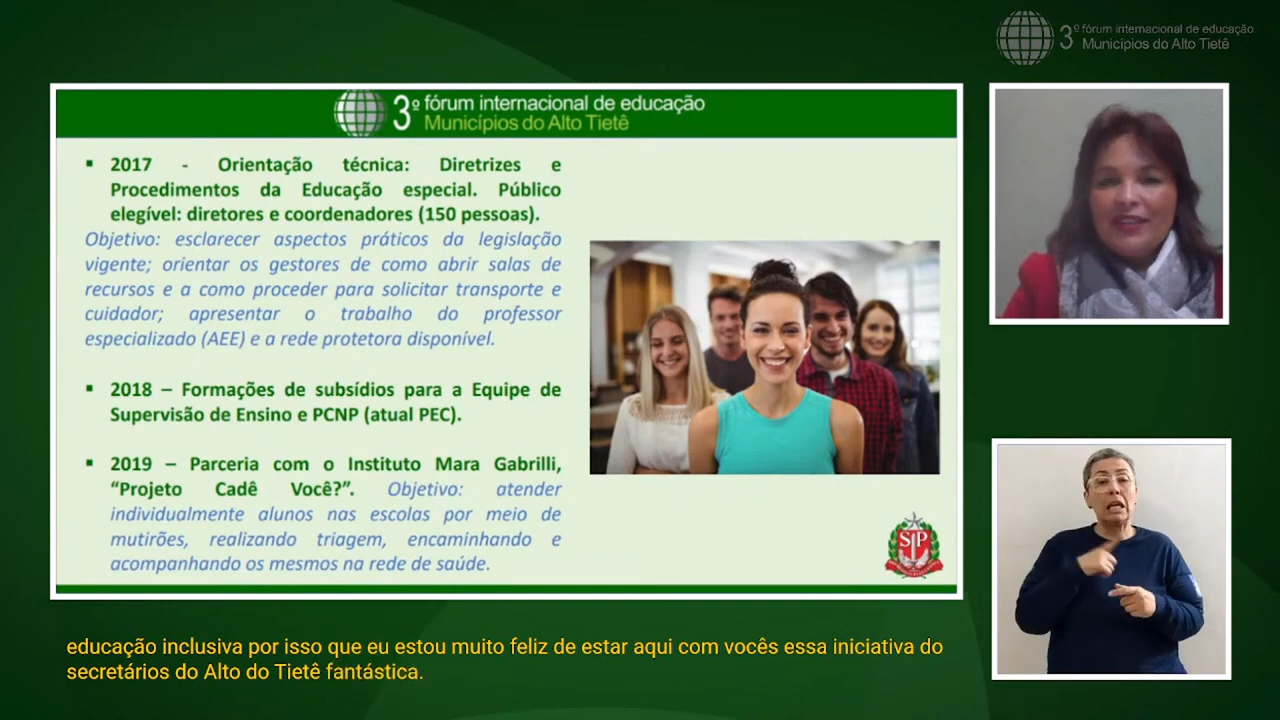 3º fórum internacional de educação
Municípios do Alto Tietê
3º fórum internacional de educação
Municípios do Alto Tietê
▪ 2017 - Orientação técnica: Diretrizes e
Procedimentos da Educação especial. Público
elegível: diretores e coordenadores (150 pessoas).
Objetivo: esclarecer aspectos práticos da legislação
vigente; orientar os gestores de como abrir salas de
recursos e a como proceder para solicitar transporte e
cuidador; apresentar o trabalho do professor
especializado (AEE) e a rede protetora disponível.
▪ 2018 – Formações de subsídios para a Equipe de
Supervisão de Ensino e PCNP (atual PEC).
▪ 2019 – Parceria com o Instituto Mara Gabrilli,
“Projeto Cadê Você?”. Objetivo: atender
individualmente alunos nas escolas por meio de
mutirões, realizando triagem, encaminhando e
acompanhando os mesmos na rede de saúde.
SP
educação inclusiva por isso que eu estou muito feliz de estar aqui com vocês essa iniciativa do
secretários do Alto do Tietê fantástica.